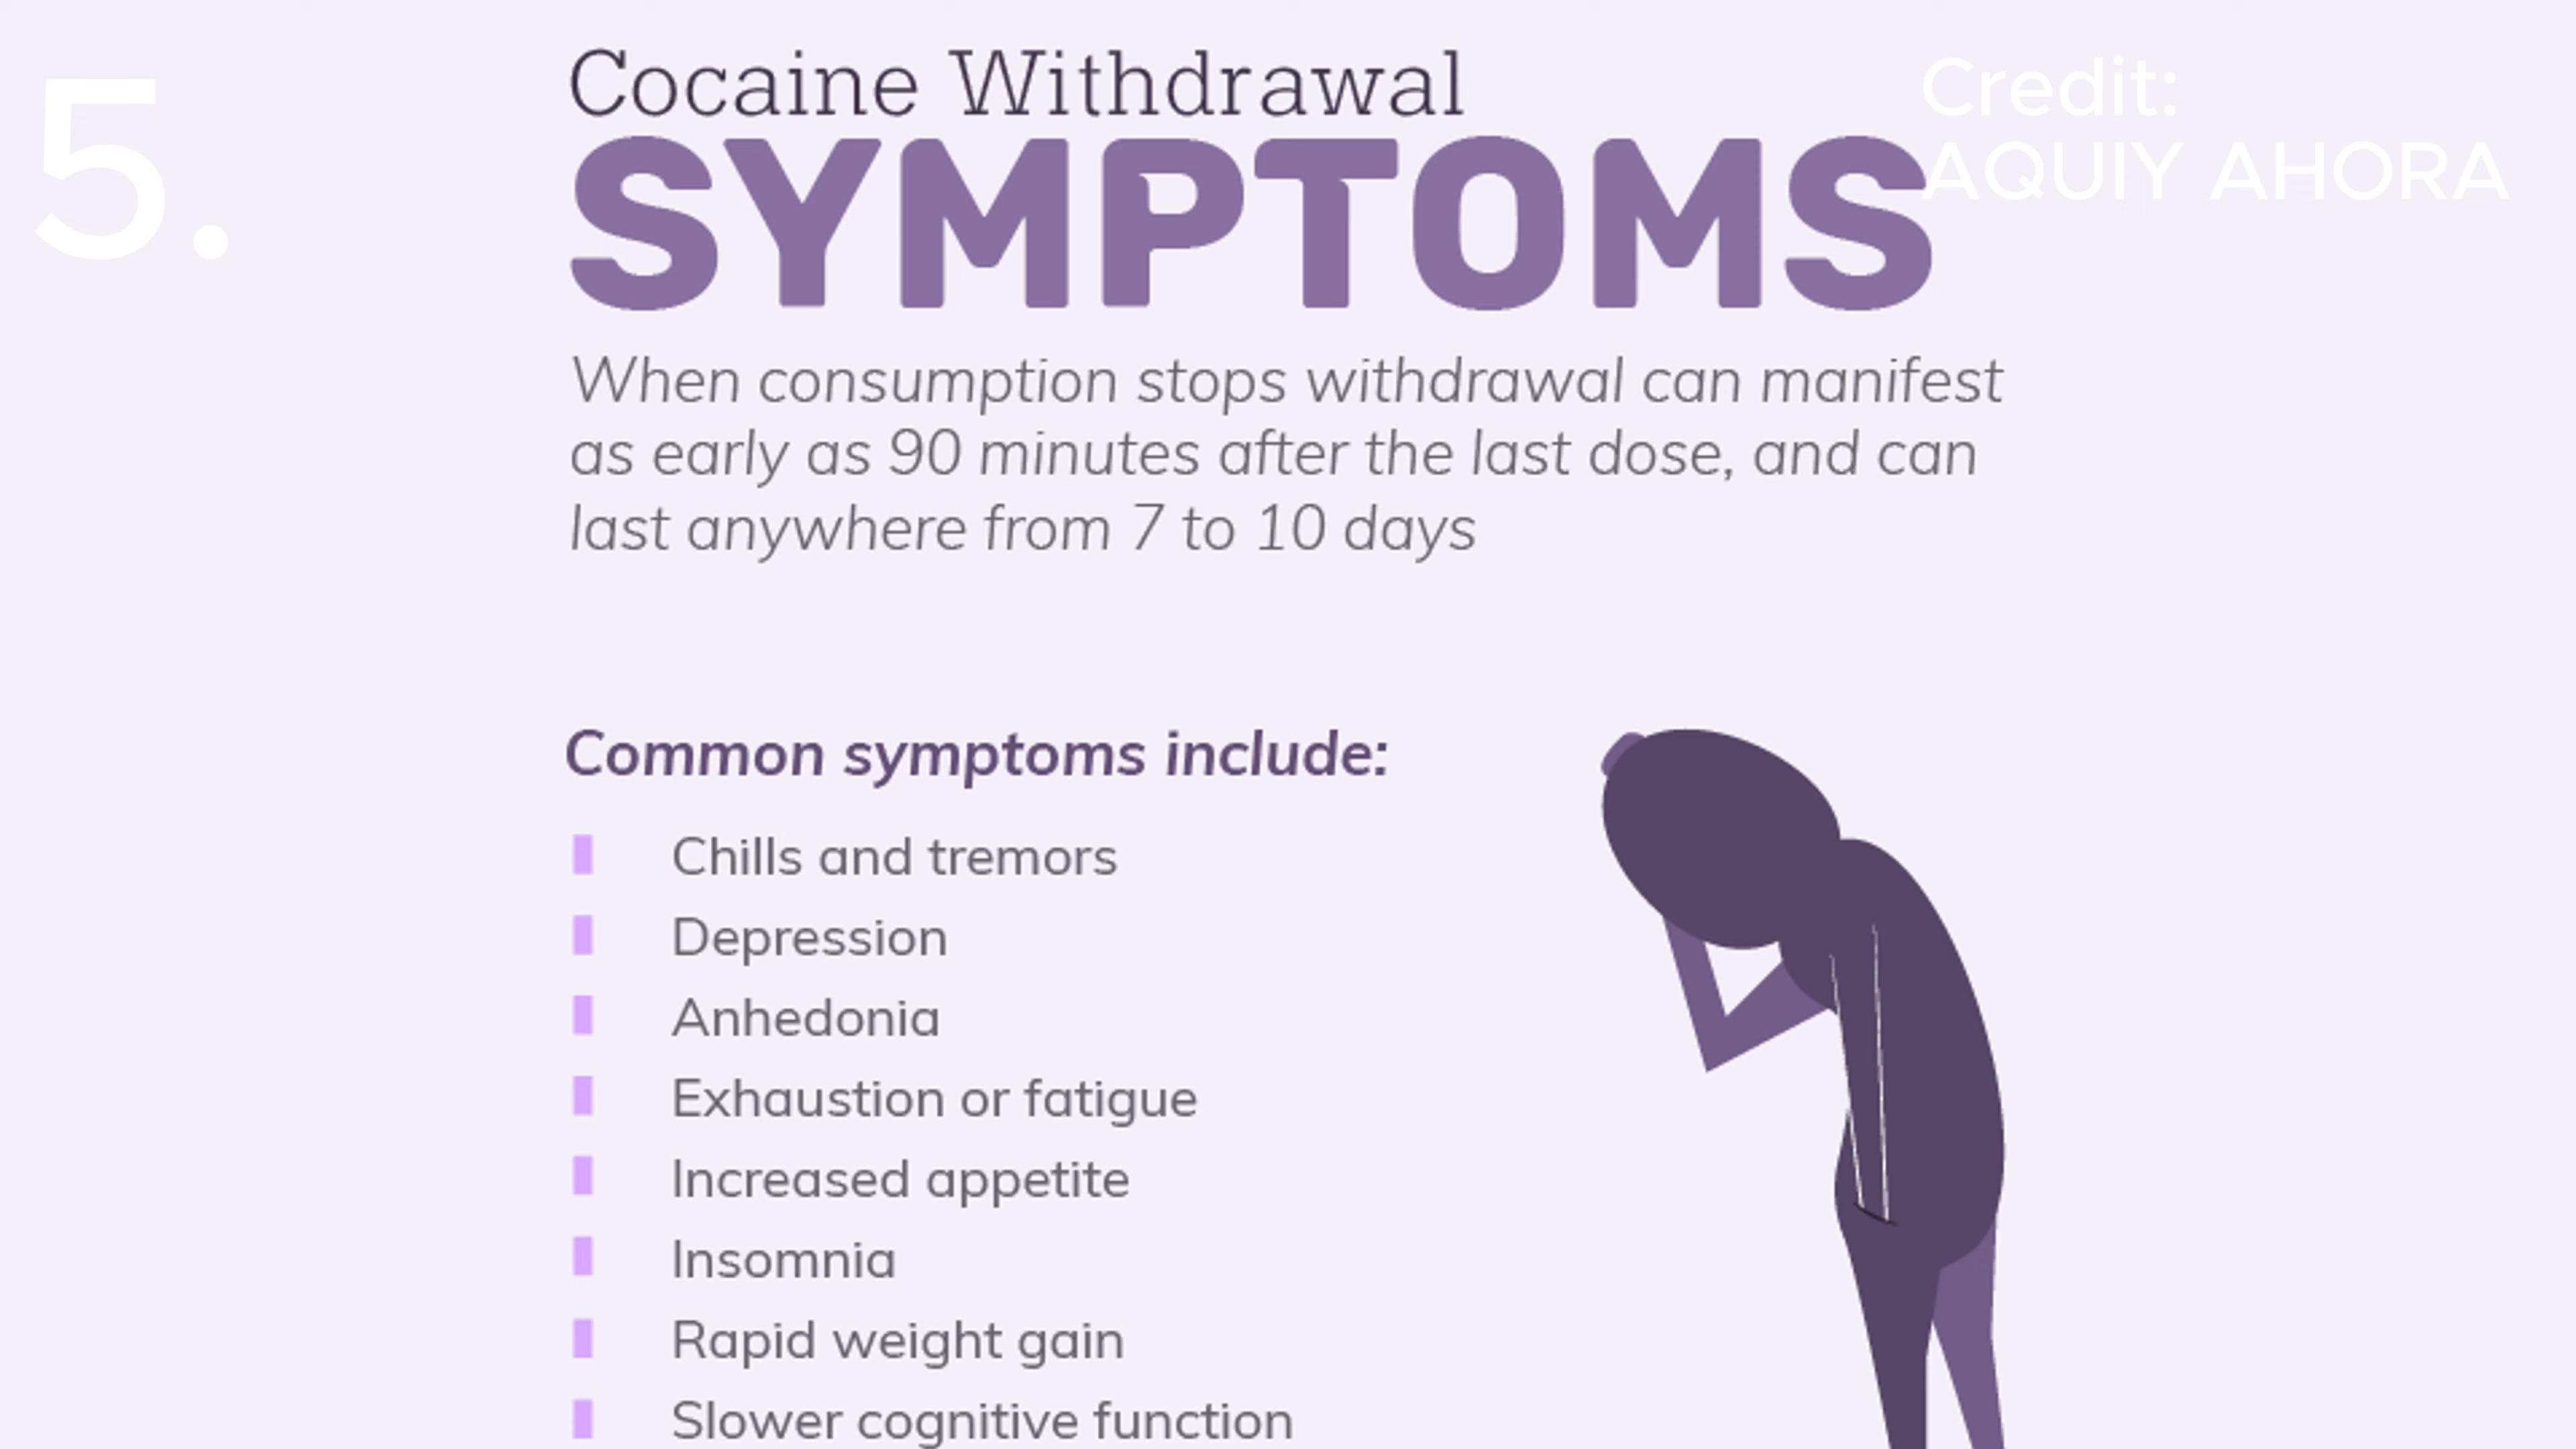 5.
Cocaine Withdrawal
Credit:
SYMPTOMS
AQUIY AHORA
When consumption stops withdrawal can manifest
as early as 90 minutes after the last dose, and can
last anywhere from 7 to 10 days
Common symptoms include:
Chills and tremors
Depression
Anhedonia
Exhaustion or fatigue
Increased appetite
Insomnia
Rapid weight gain
Slower cognitive function